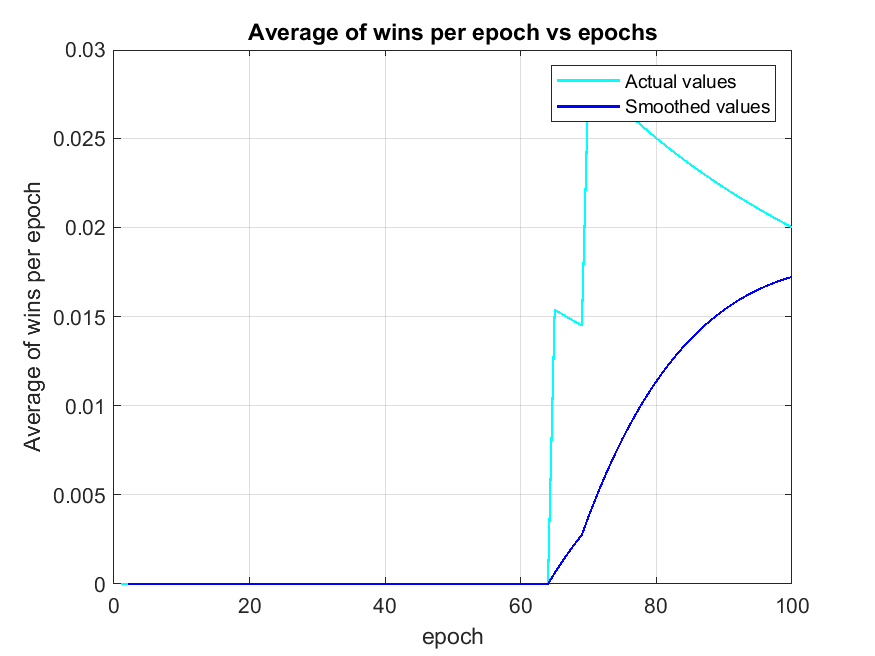 Average of wins per epoch vs epochs
0.03
0.025
0.02
0.015
0.01
0.005
0
Average of wins per epoch
Actual values
Smoothed values
0 20 40 60 80 100
epoch